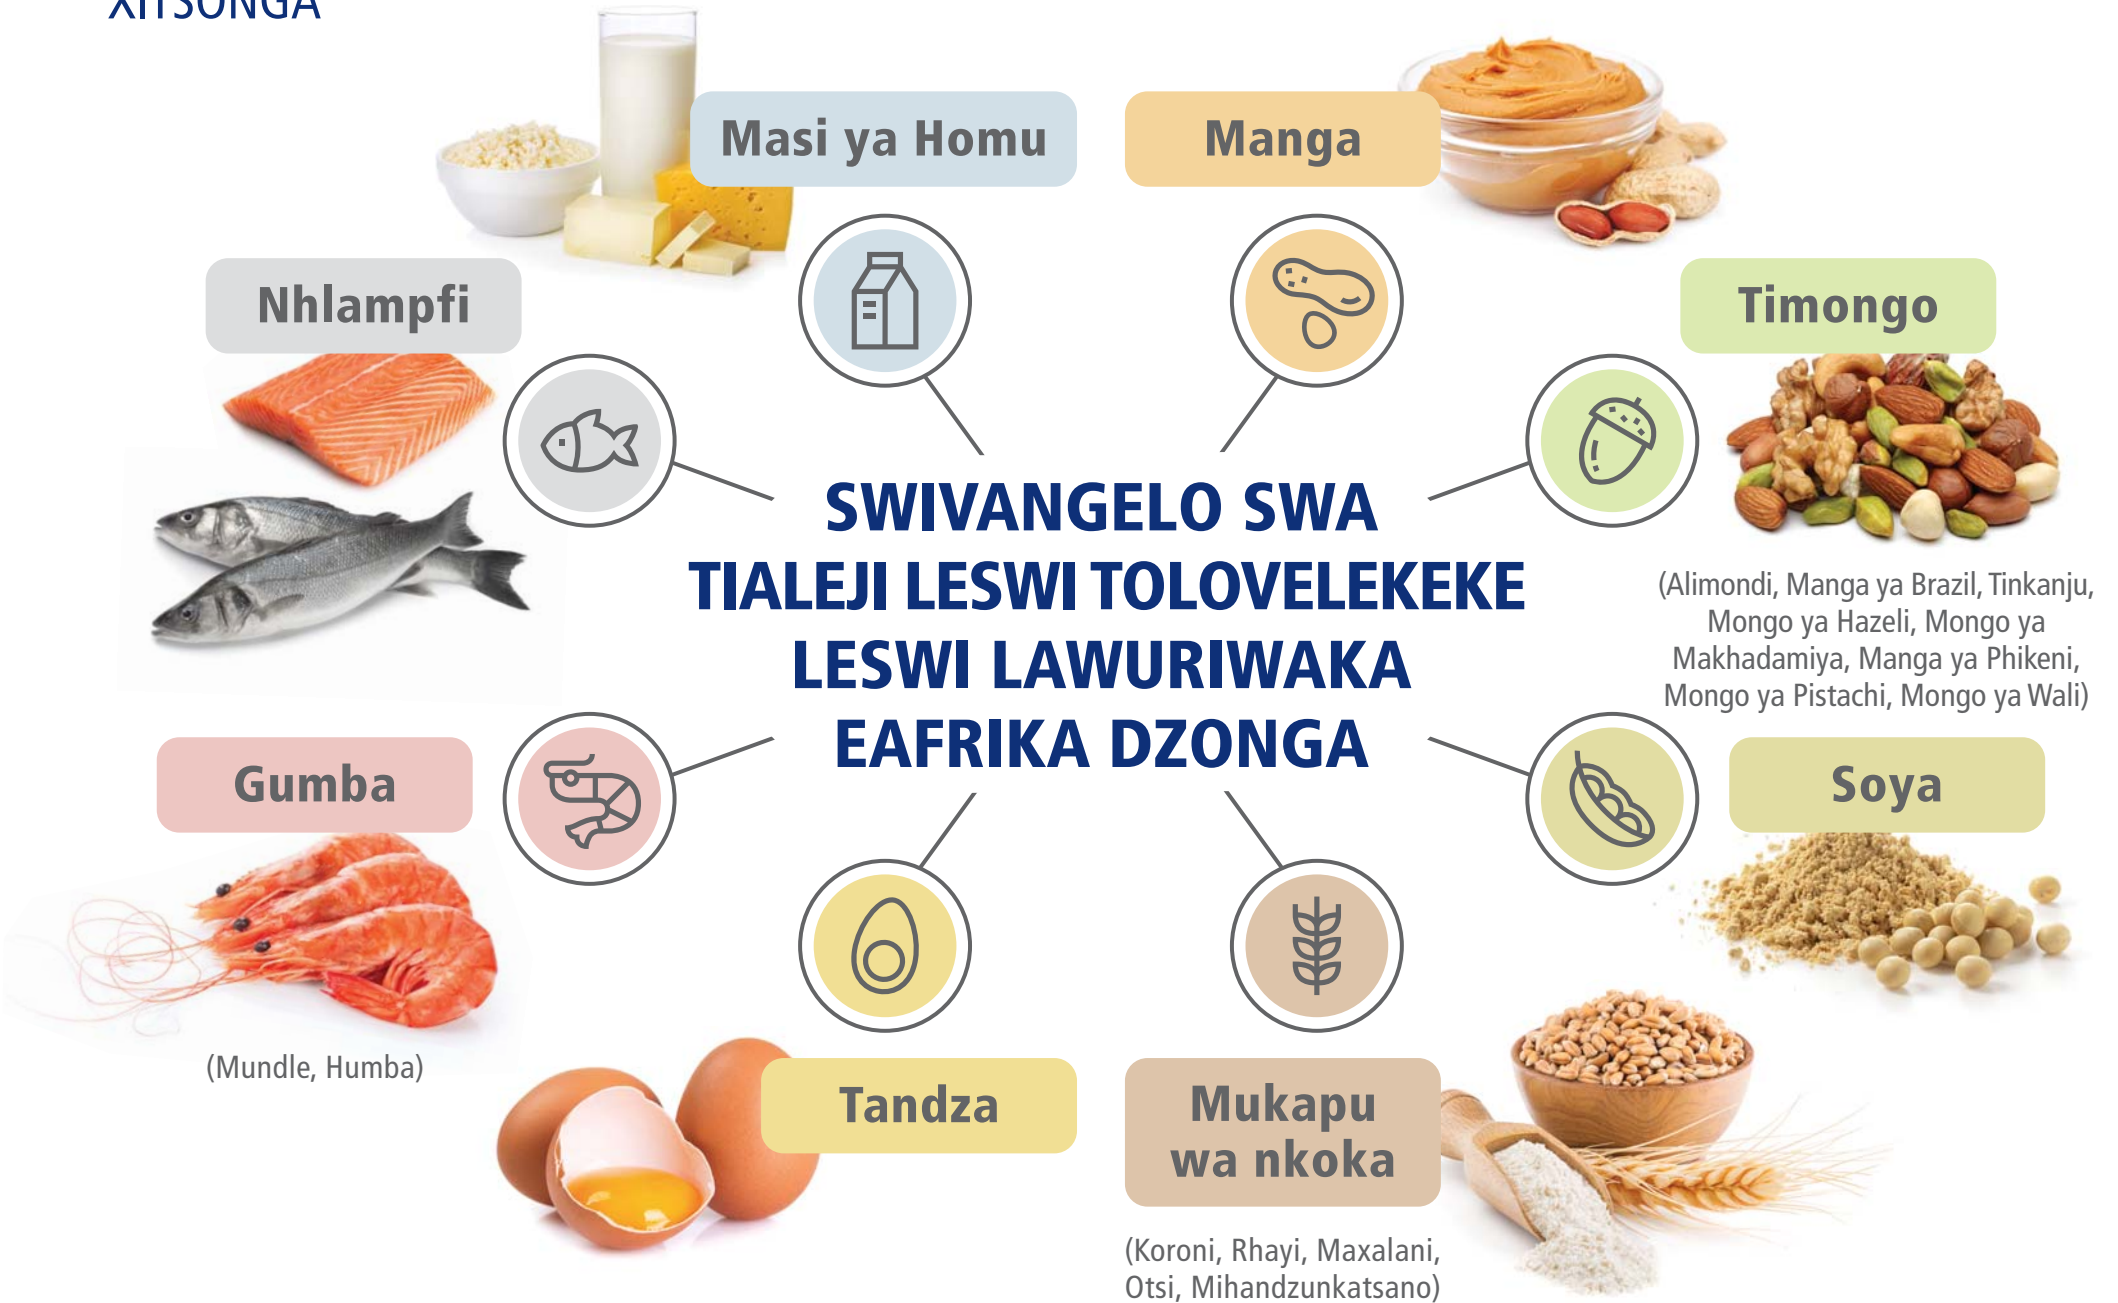 XITSONGA
Masi ya Homu
Manga
Nhlampfi
Timongo
SWIVANGELO SWA
TIALEJI LESWI TOLOVELEKEKE
LESWI LAWURIWAKA
EAFRIKA DZONGA
(Alimondi, Manga ya Brazil, Tinkanju,
Mongo ya Hazeli, Mongo ya
Makhadamiya, Manga ya Phikeni,
Mongo ya Pistachi, Mongo ya Wali)
Gumba
Soya
(Mundle, Humba)
Tandza
Mukapu
wa nkoka
(Koroni, Rhayi, Maxalani,
Otsi, Mihandzunkatsano)